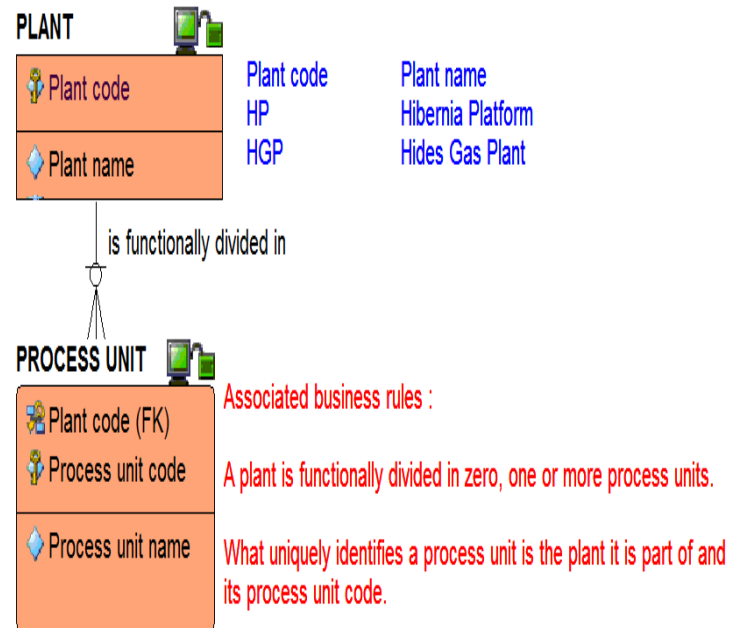 PLANT
Plant code
Plant name
Plant code Plant name
HP Hibernia Platform
HGP Hides Gas Plant
is functionally divided in
PROCESS UNIT
Plant code (FK)
Process unit code
Process unit name
Associated business rules :
A plant is functionally divided in zero, one or more process units.
What uniquely identifies a process unit is the plant it is part of and
its process unit code.